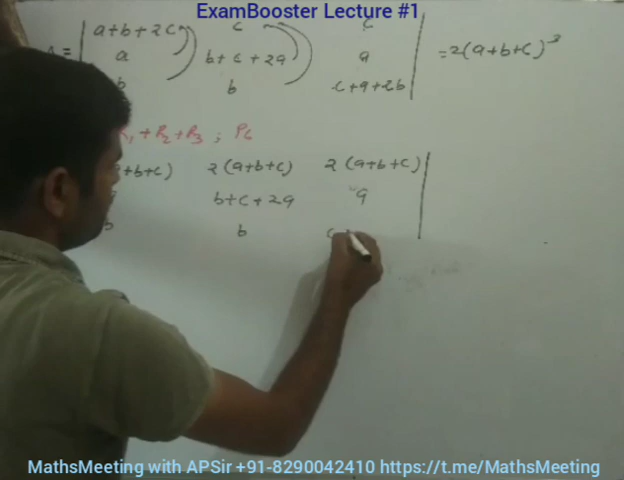 ExamBooster Lecture #1
a+b+2c c c
a b+c+2a a =2(a+b+c)³
b b c+a+2b
R₁+R₂+R₃ ;
+b+c) 2(a+b+c) 2(a+b+c)
b+c+2a a
b b
MathsMeeting with APSir +91-8290042410 https://t.me/MathsMeeting